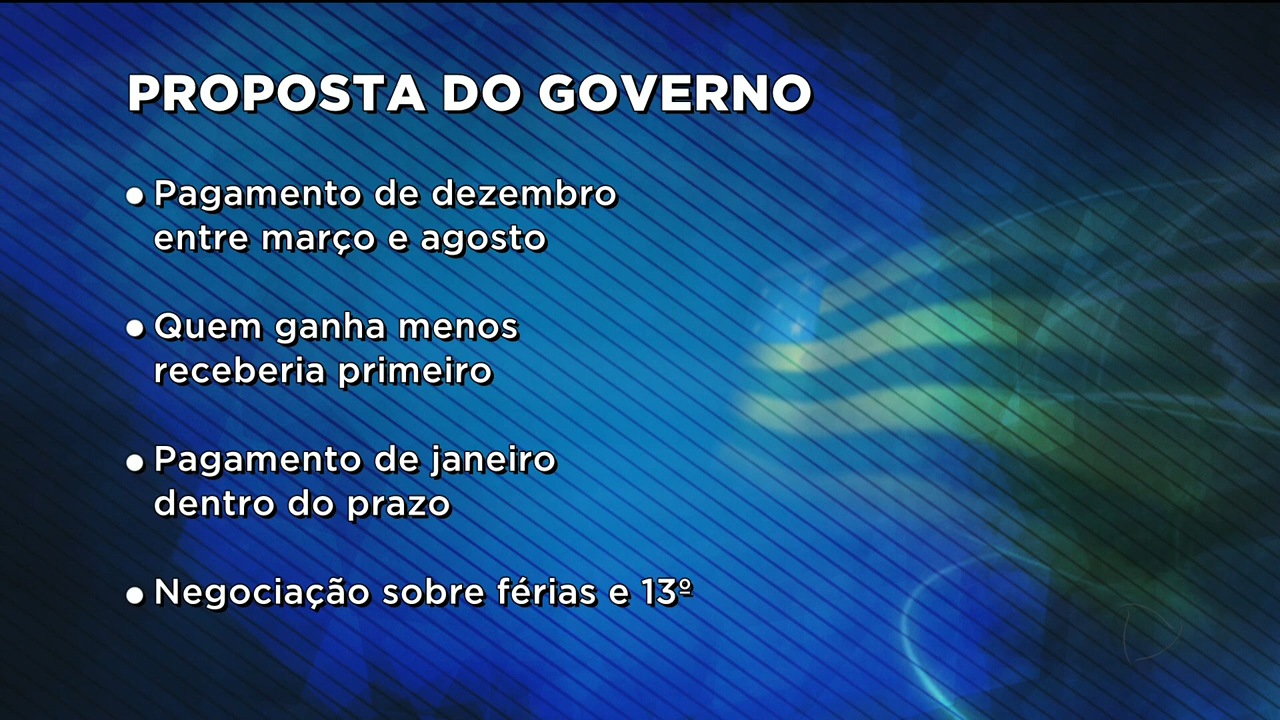 PROPOSTA DO GOVERNO
• Pagamento de dezembro
entre março e agosto
• Quem ganha menos
receberia primeiro
• Pagamento de janeiro
dentro do prazo
• Negociação sobre férias e 13º